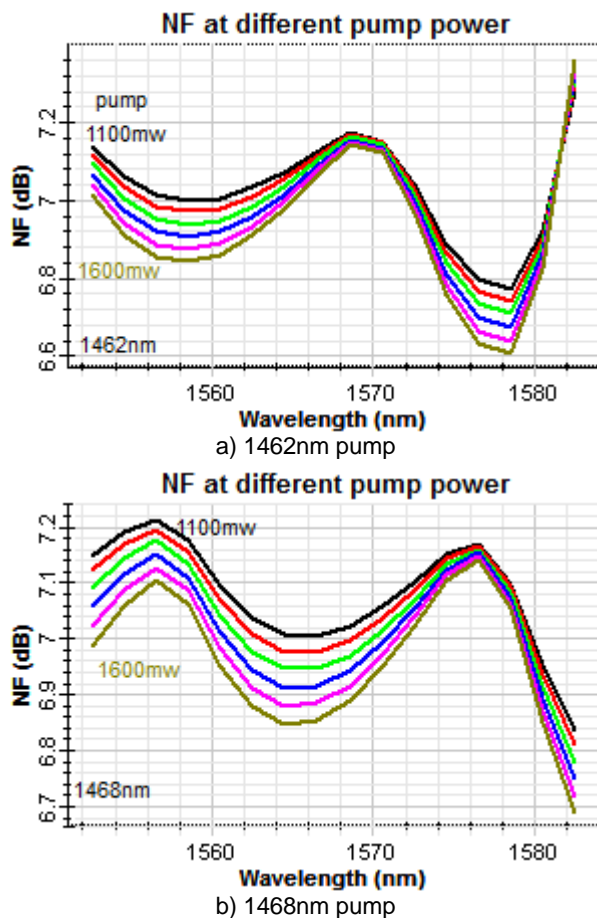 NF at different pump power
pump
1100mw
1600mw
1462nm
NF (dB)
7.2
7
6.8
6.6
1560
1570
1580
Wavelength (nm)
a) 1462nm pump
NF at different pump power
1100mw
1600mw
1468nm
NF (dB)
7.2
7.1
7
6.9
6.8
6.7
1560
1570
1580
Wavelength (nm)
b) 1468nm pump